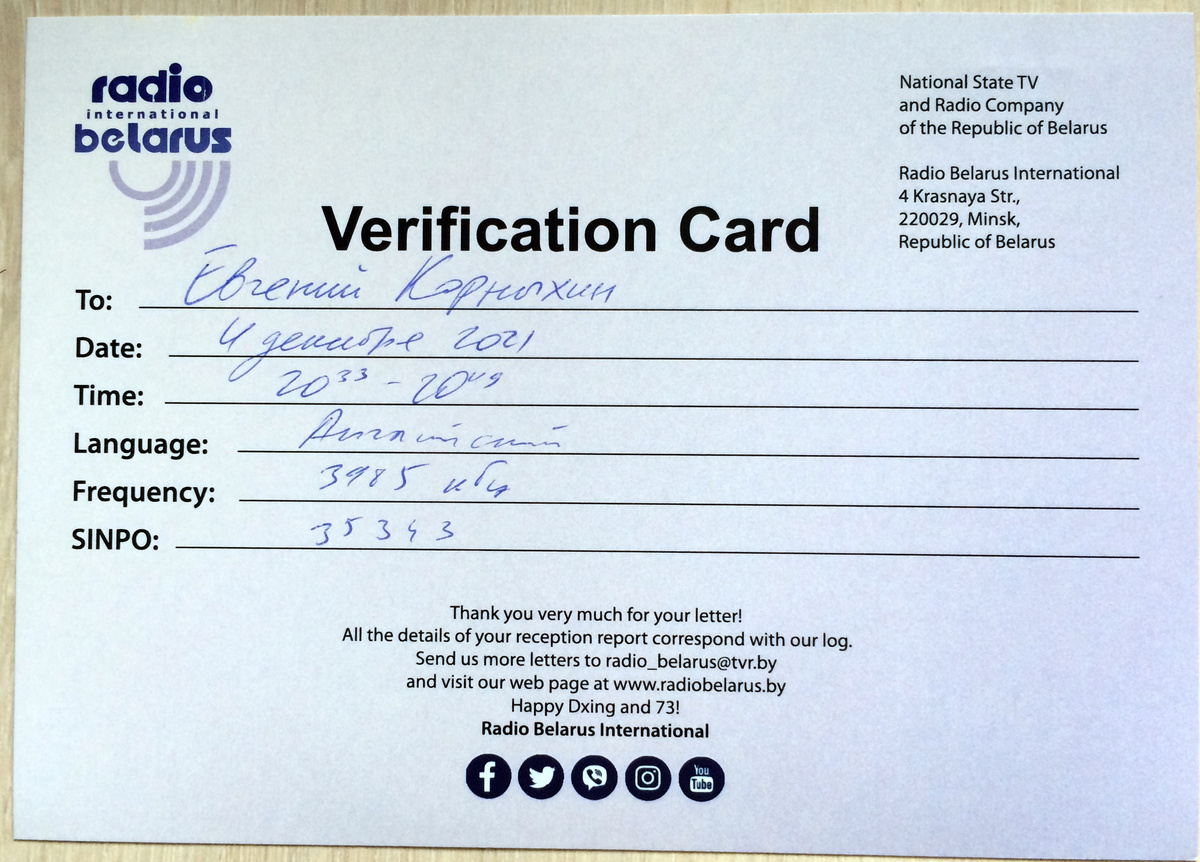 radio
international
belarus
National State TV
and Radio Company
of the Republic of Belarus
Radio Belarus International
4 Krasnaya Str.,
220029, Minsk,
Republic of Belarus
Verification Card
To: Евгений Корныхин
Date: 4 декабря 2021
Time: 20 33 - 20 49
Language: Английский
Frequency: 3985 кГц
SINPO: 35343
Thank you very much for your letter!
All the details of your reception report correspond with our log.
Send us more letters to radio_belarus@tvr.by
and visit our web page at www.radiobelarus.by
Happy Dxing and 73!
Radio Belarus International
You
Tube